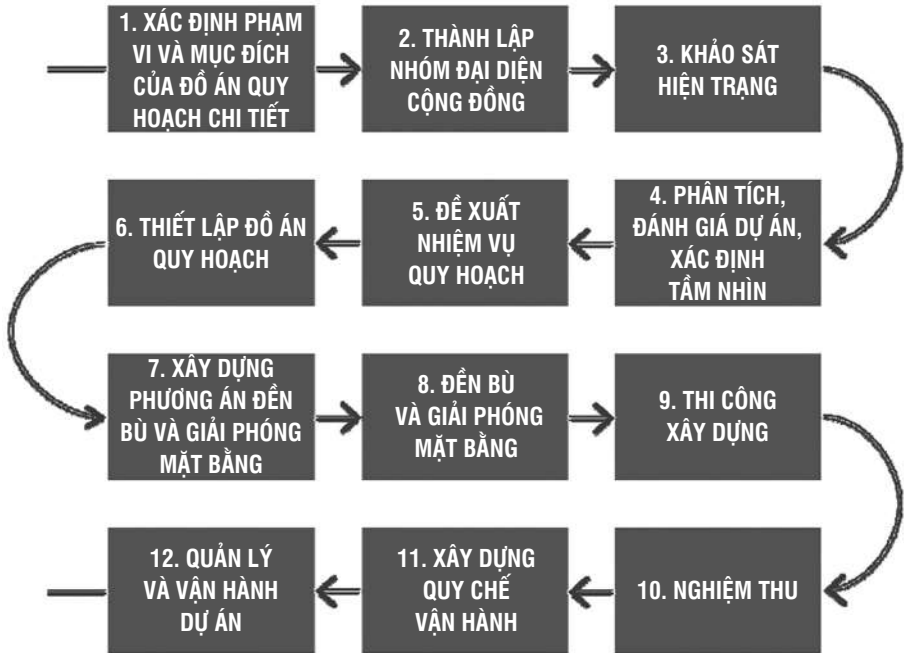 1. XÁC ĐỊNH PHẠM
VI VÀ MỤC ĐÍCH
CỦA ĐỒ ÁN QUY
HOẠCH CHI TIẾT
2. THÀNH LẬP
NHÓM ĐẠI DIỆN
CỘNG ĐỒNG
3. KHẢO SÁT
HIỆN TRẠNG
4. PHÂN TÍCH,
ĐÁNH GIÁ DỰ ÁN,
XÁC ĐỊNH
TẦM NHÌN
5. ĐỀ XUẤT
NHIỆM VỤ
QUY HOẠCH
6. THIẾT LẬP ĐỒ ÁN
QUY HOẠCH
7. XÂY DỰNG
PHƯƠNG ÁN ĐỀN
BÙ VÀ GIẢI PHÓNG
MẶT BẰNG
8. ĐỀN BÙ
VÀ GIẢI PHÓNG
MẶT BẰNG
9. THI CÔNG
XÂY DỰNG
10. NGHIỆM THU
11. XÂY DỰNG
QUY CHẾ
VẬN HÀNH
12. QUẢN LÝ
VÀ VẬN HÀNH
DỰ ÁN